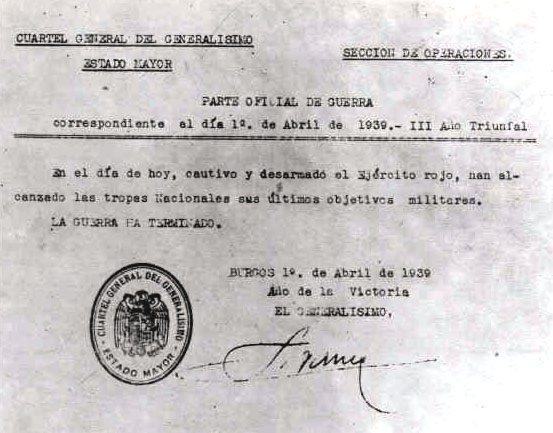 CUARTEL GENERAL DEL GENERALISIMO
ESTADO MAYOR
SECCION DE OPERACIONES.
PARTE OFICIAL DE GUERRA
correspondiente al día 1º. de Abril de 1939.- III Año Triunfal
En el día de hoy, cautivo y desarmadó el Ejército rojo, han al-
canzado las tropas Nacionales sus últimos objetivos militares.
LA GUERRA HA TERMINADO.
BURGOS 1º. de Abril de 1939
Año de la Victoria
EL GENERALISIMO,
CUARTEL GENERAL DEL GENERALISIMO
- ESTADO MAYOR -